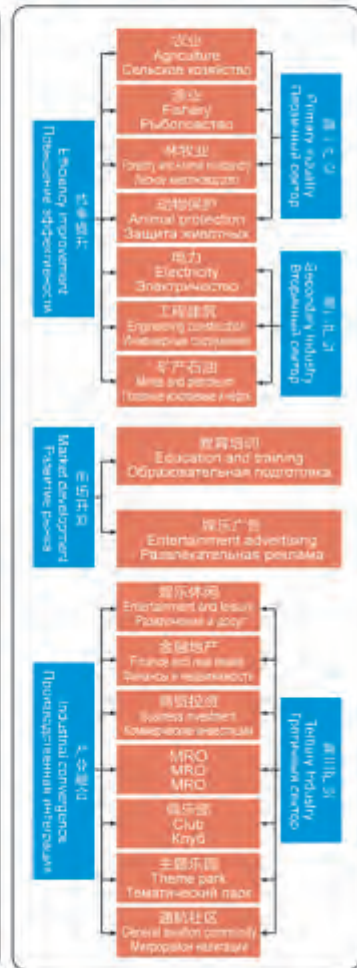 农业
Agriculture
Сельское хозяйство
渔业
Fishery
Рыболовство
林牧业
Forestry and animal husbandry
动物保护
Animal protection
Защита животных
电力
Electricity
Электричество
工程建筑
Engineering construction
Инженерные сооружения
矿产石油
Mines and petroleum
Efficiency improvement
Повышение эффективности
Primary Industry
Первичный сектор
Secondary Industry
Вторичный сектор
教育培训
Education and training
Образовательная подготовка
娱乐广告
Entertainment advertising
Развлекательная реклама
Market development
Развитие рынка
娱乐休闲
Entertainment and leisure
Развлечения и досуг
金融地产
Finance and real estate
Финансы и недвижимость
商贸投资
Business investment
Коммерческие инвестиции
MRO
MRO
MRO
俱乐部
Club
Клуб
主题乐园
Theme park
Тематический парк
通航社区
General aviation community
Industrial convergence
Производственная интеграция
Tertiary Industry
Третичный сектор